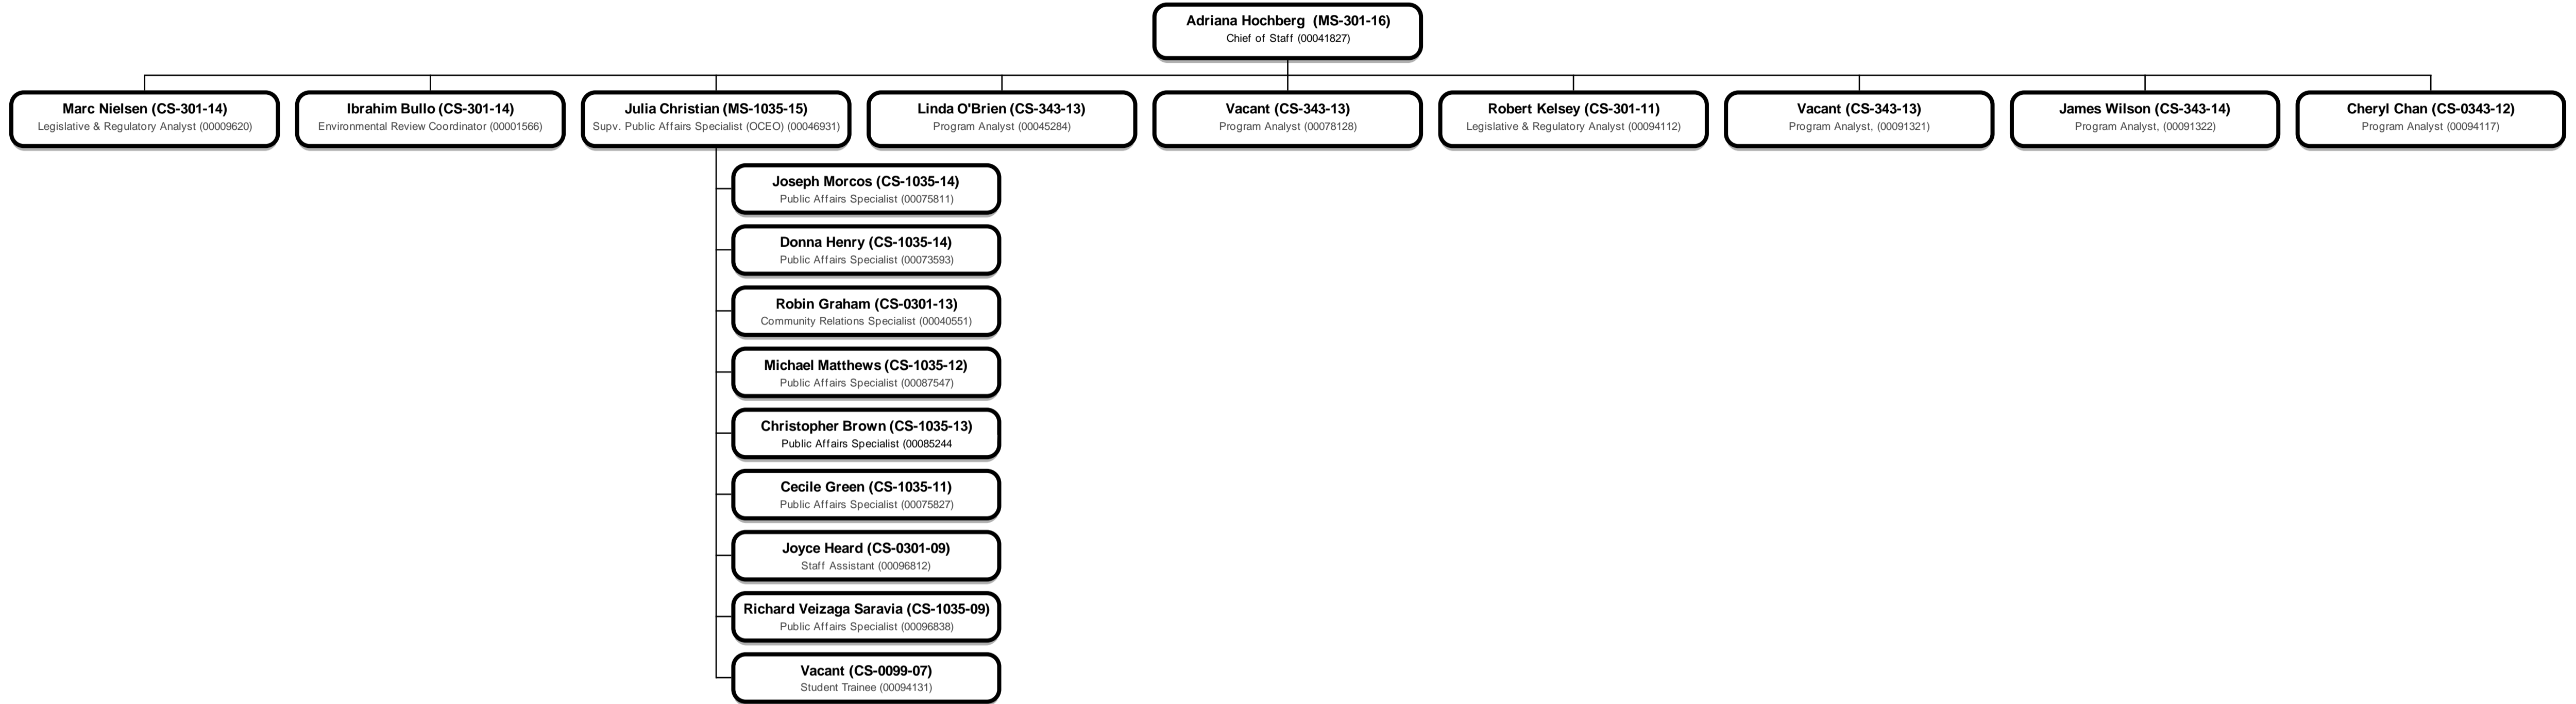 Adriana Hochberg  (MS-301-16)
Chief of Staff (00041827)
Marc Nielsen (CS-301-14)
Legislative & Regulatory Analyst (00009620)
Ibrahim Bullo (CS-301-14)
Environmental Review Coordinator (00001566)
Julia Christian (MS-1035-15)
Supv. Public Affairs Specialist (OCEO) (00046931)
Linda O'Brien (CS-343-13)
Program Analyst (00045284)
Vacant (CS-343-13)
Program Analyst (00078128)
Robert Kelsey (CS-301-11)
Legislative & Regulatory Analyst (00094112)
Vacant (CS-343-13)
Program Analyst, (00091321)
James Wilson (CS-343-14)
Program Analyst, (00091322)
Cheryl Chan (CS-0343-12)
Program Analyst (00094117)
Joseph Morcos (CS-1035-14)
Public Affairs Specialist (00075811)
Donna Henry (CS-1035-14)
Public Affairs Specialist (00073593)
Robin Graham (CS-0301-13)
Community Relations Specialist (00040551)
Michael Matthews (CS-1035-12)
Public Affairs Specialist (00087547)
Christopher Brown (CS-1035-13)
Public Affairs Specialist (00085244
Cecile Green (CS-1035-11)
Public Affairs Specialist (00075827)
Joyce Heard (CS-0301-09)
Staff Assistant (00096812)
Richard Veizaga Saravia (CS-1035-09)
Public Affairs Specialist (00096838)
Vacant (CS-0099-07)
Student Trainee (00094131)